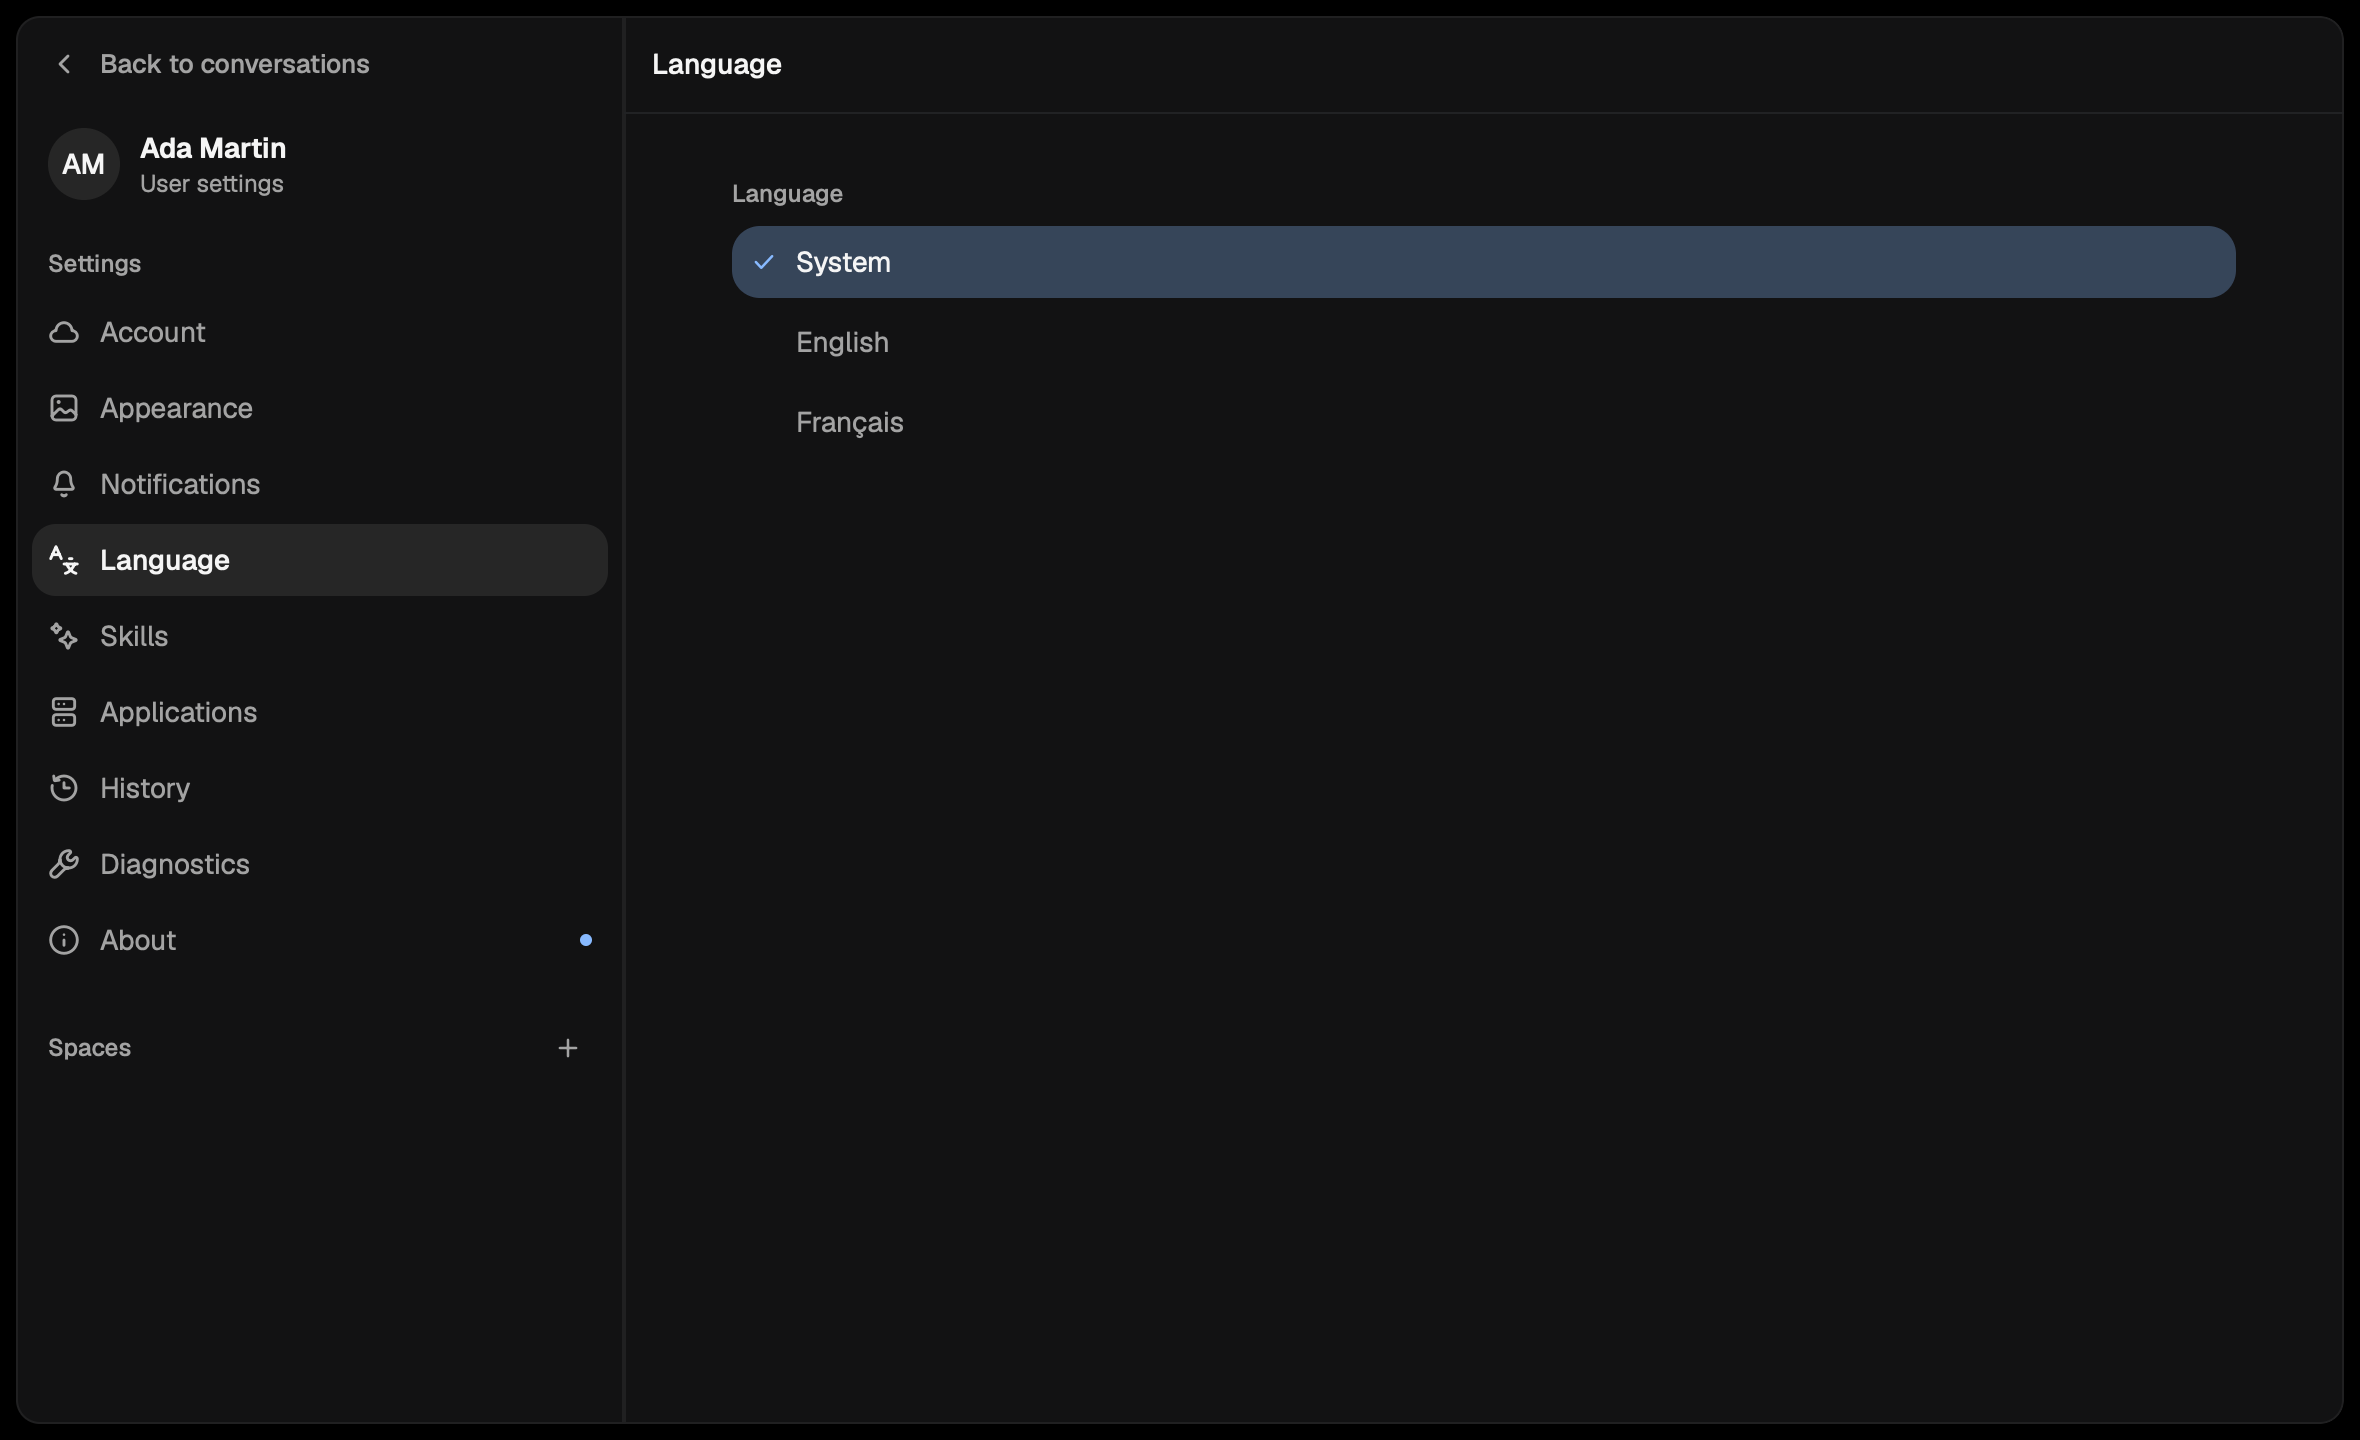 Back to conversations
AM
Ada Martin
User settings
Settings
Account
Appearance
Notifications
Language
Skills
Applications
History
Diagnostics
About
Spaces
Language
Language
System
English
Français